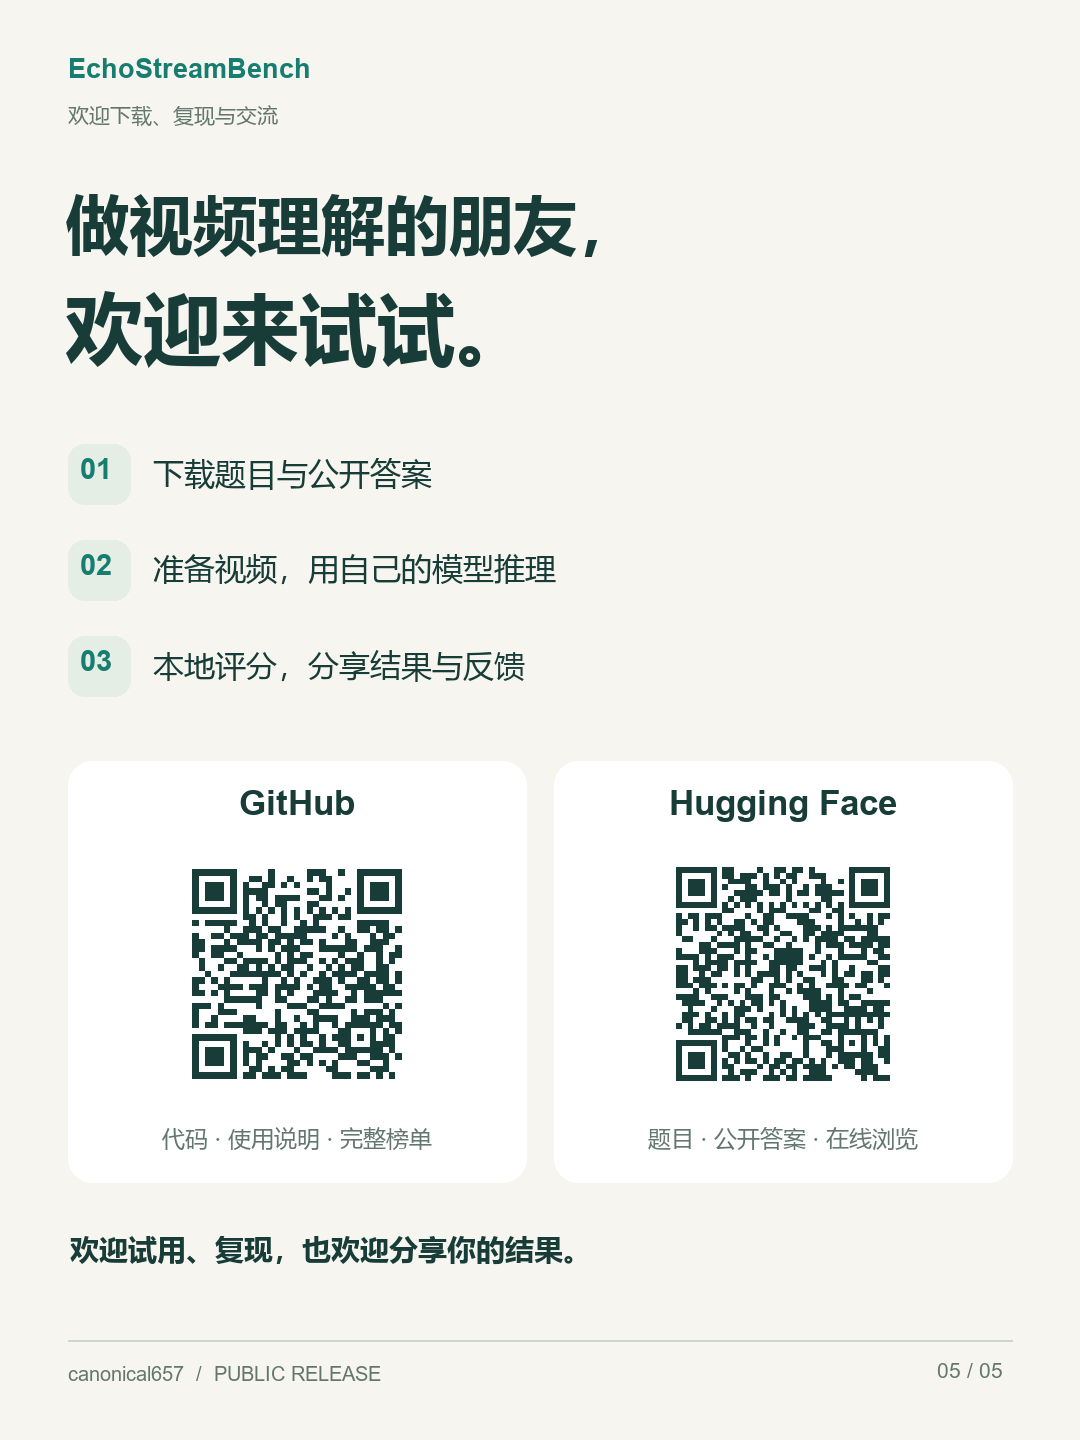 EchoStreamBench
欢迎下载、复现与交流
做视频理解的朋友，
欢迎来试试。
01 下载题目与公开答案
02 准备视频，用自己的模型推理
03 本地评分，分享结果与反馈
GitHub
代码 · 使用说明 · 完整榜单
Hugging Face
题目 · 公开答案 · 在线浏览
欢迎试用、复现，也欢迎分享你的结果。
canonical657 / PUBLIC RELEASE
05 / 05